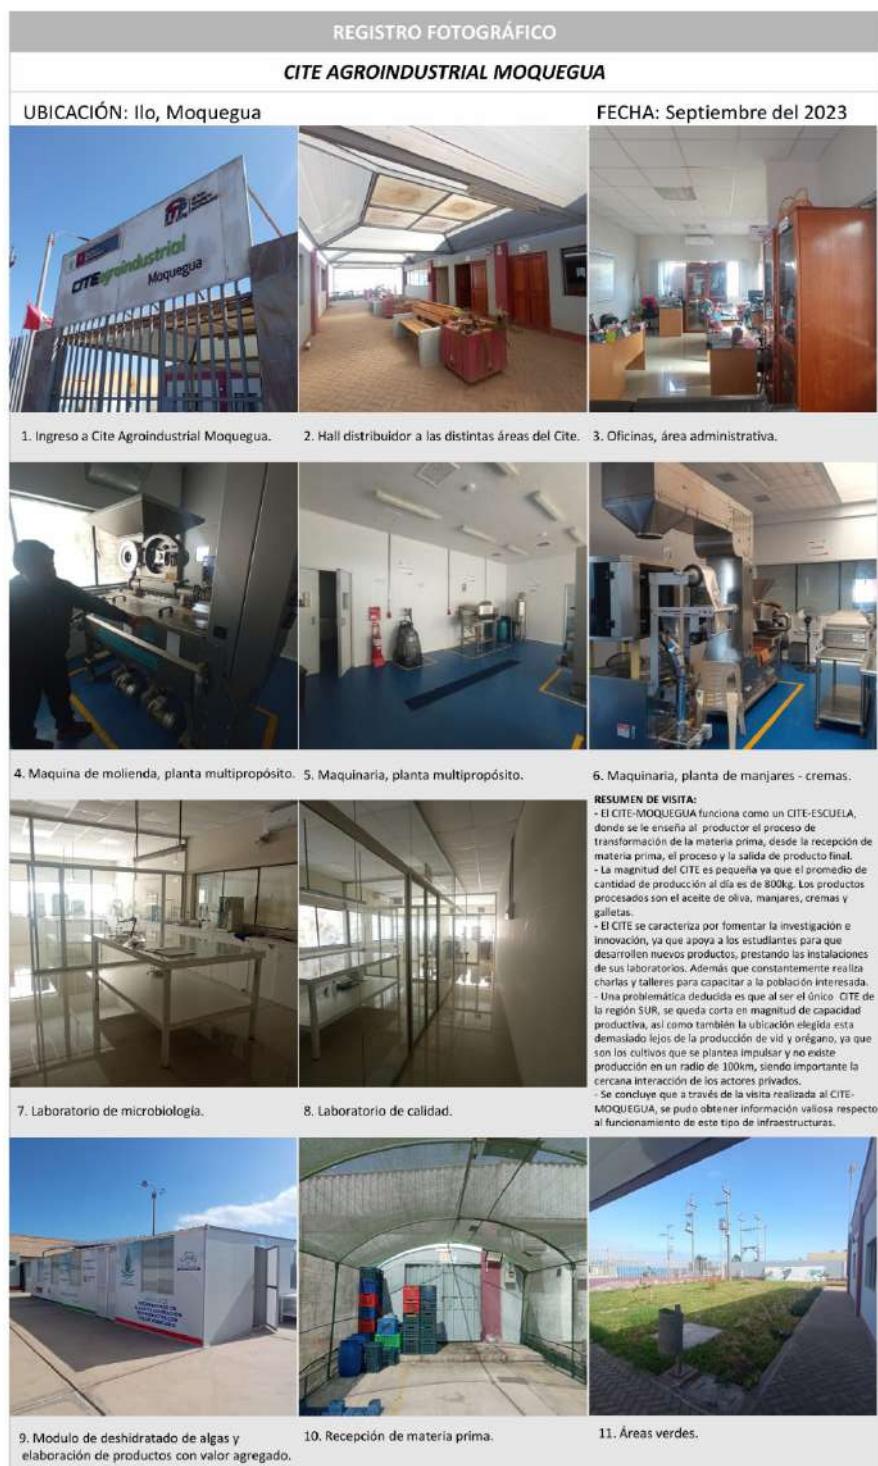 REGISTRO FOTOGRÁFICO
CITE AGROINDUSTRIAL MOQUEGUA
UBICACIÓN: Ilo, Moquegua
FECHA: Septiembre del 2023
CITEagroindustrial
Moquegua
1. Ingreso a Cite Agroindustrial Moquegua.
2. Hall distribuidor a las distintas áreas del Cite.
3. Oficinas, área administrativa.
4. Maquina de molienda, planta multipropósito.
5. Maquinaria, planta multipropósito.
6. Maquinaria, planta de manjares - cremas.
RESUMEN DE VISITA:
- El CITE-MOQUEGUA funciona como un CITE-ESCUELA,
donde se le enseña al productor el proceso de
transformación de la materia prima, desde la recepción de
materia prima, el proceso y la salida de producto final.
- La magnitud del CITE es pequeña ya que el promedio de
cantidad de producción al día es de 800kg. Los productos
procesados son el aceite de oliva, manjares, cremas y
galletas.
- El CITE se caracteriza por fomentar la investigación e
innovación, ya que apoya a los estudiantes para que
desarrollen nuevos productos, prestando las instalaciones
de sus laboratorios. Además que constantemente realiza
charlas y talleres para capacitar a la población interesada.
- Una problemática deducida es que al ser el único CITE de
la región SUR, se queda corta en magnitud de capacidad
productiva, así como también la ubicación elegida esta
demasiado lejos de la producción de vid y orégano, ya que
son los cultivos que se plantea impulsar y no existe
producción en un radio de 100km, siendo importante la
cercana interacción de los actores privados.
- Se concluye que a través de la visita realizada al CITE-
MOQUEGUA, se pudo obtener información valiosa respecto
al funcionamiento de este tipo de infraestructuras.
7. Laboratorio de microbiología.
8. Laboratorio de calidad.
9. Modulo de deshidratado de algas y
elaboración de productos con valor agregado.
10. Recepción de materia prima.
11. Áreas verdes.